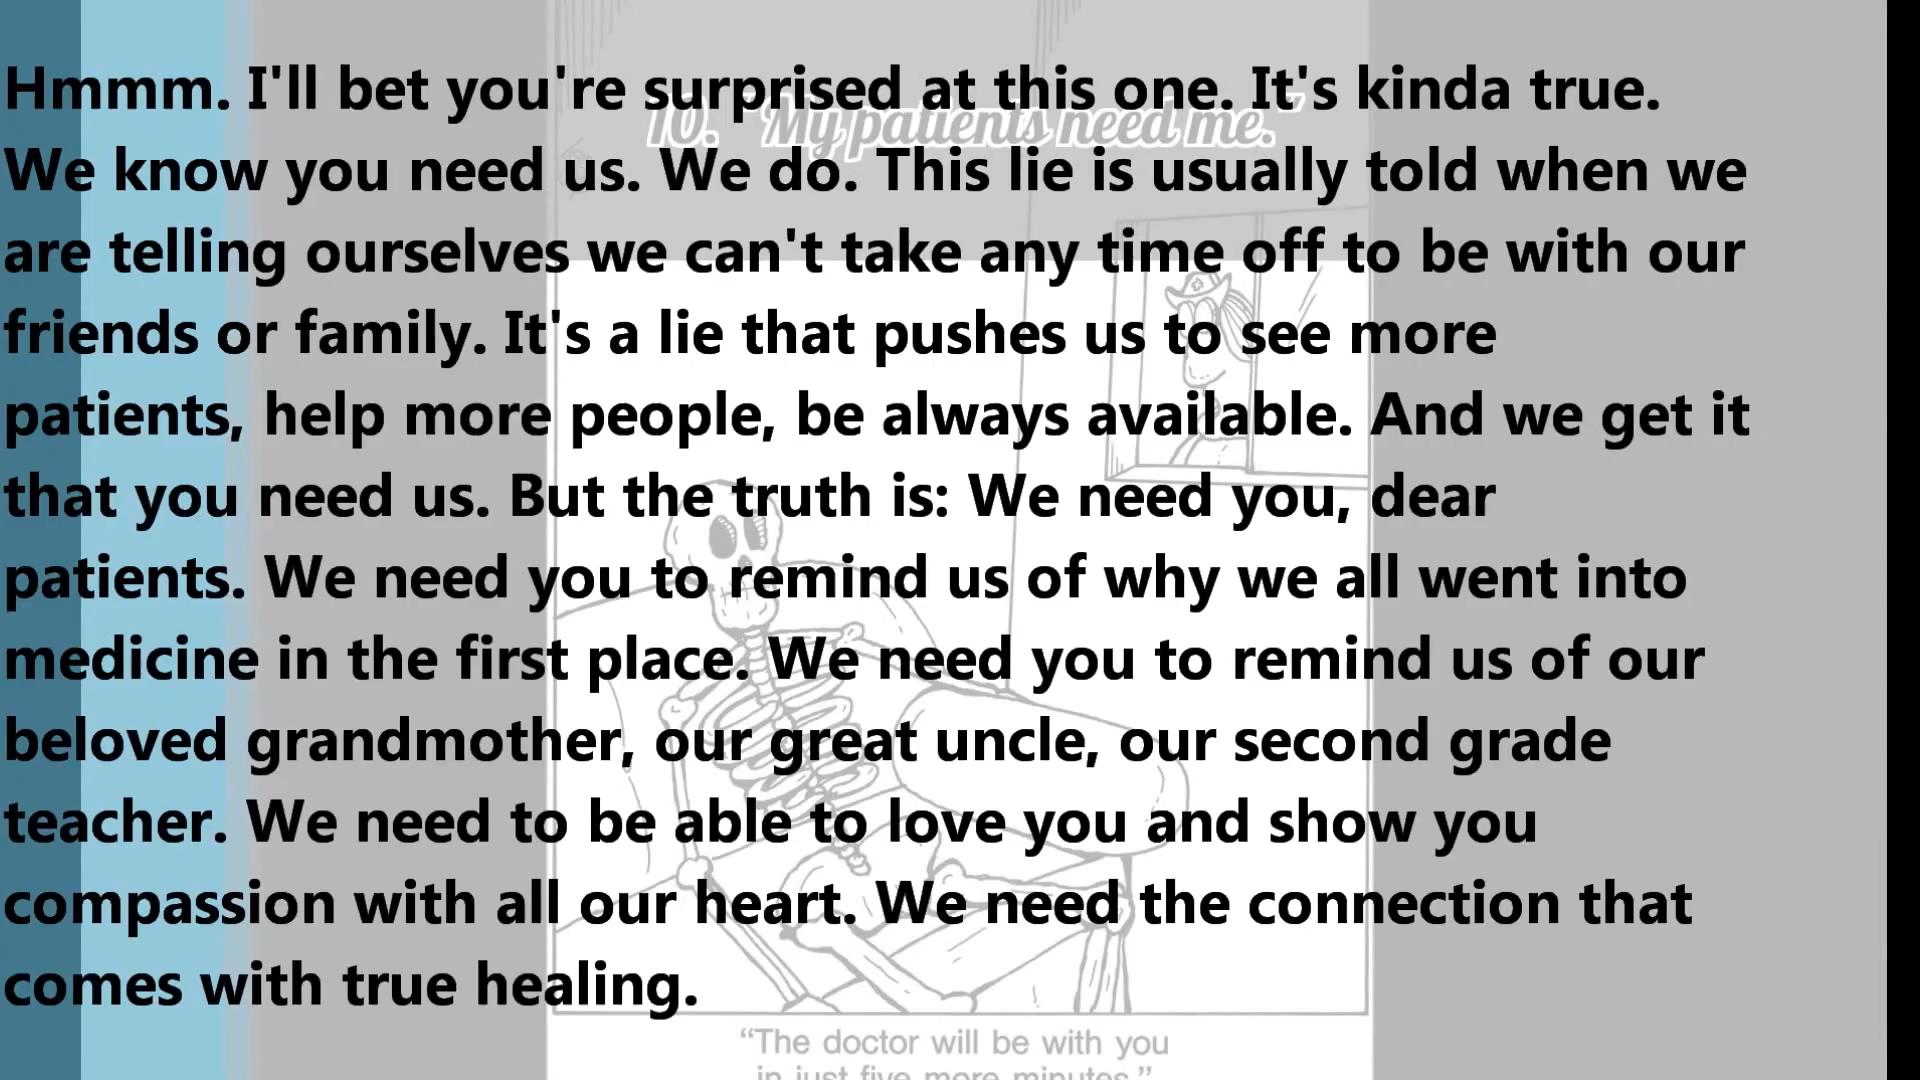 10. "My patients need me."
Hmmm. I'll bet you're surprised at this one. It's kinda true.
We know you need us. We do. This lie is usually told when we
are telling ourselves we can't take any time off to be with our
friends or family. It's a lie that pushes us to see more
patients, help more people, be always available. And we get it
that you need us. But the truth is: We need you, dear
patients. We need you to remind us of why we all went into
medicine in the first place. We need you to remind us of our
beloved grandmother, our great uncle, our second grade
teacher. We need to be able to love you and show you
compassion with all our heart. We need the connection that
comes with true healing.
“The doctor will be with you
in just five more minutes.”